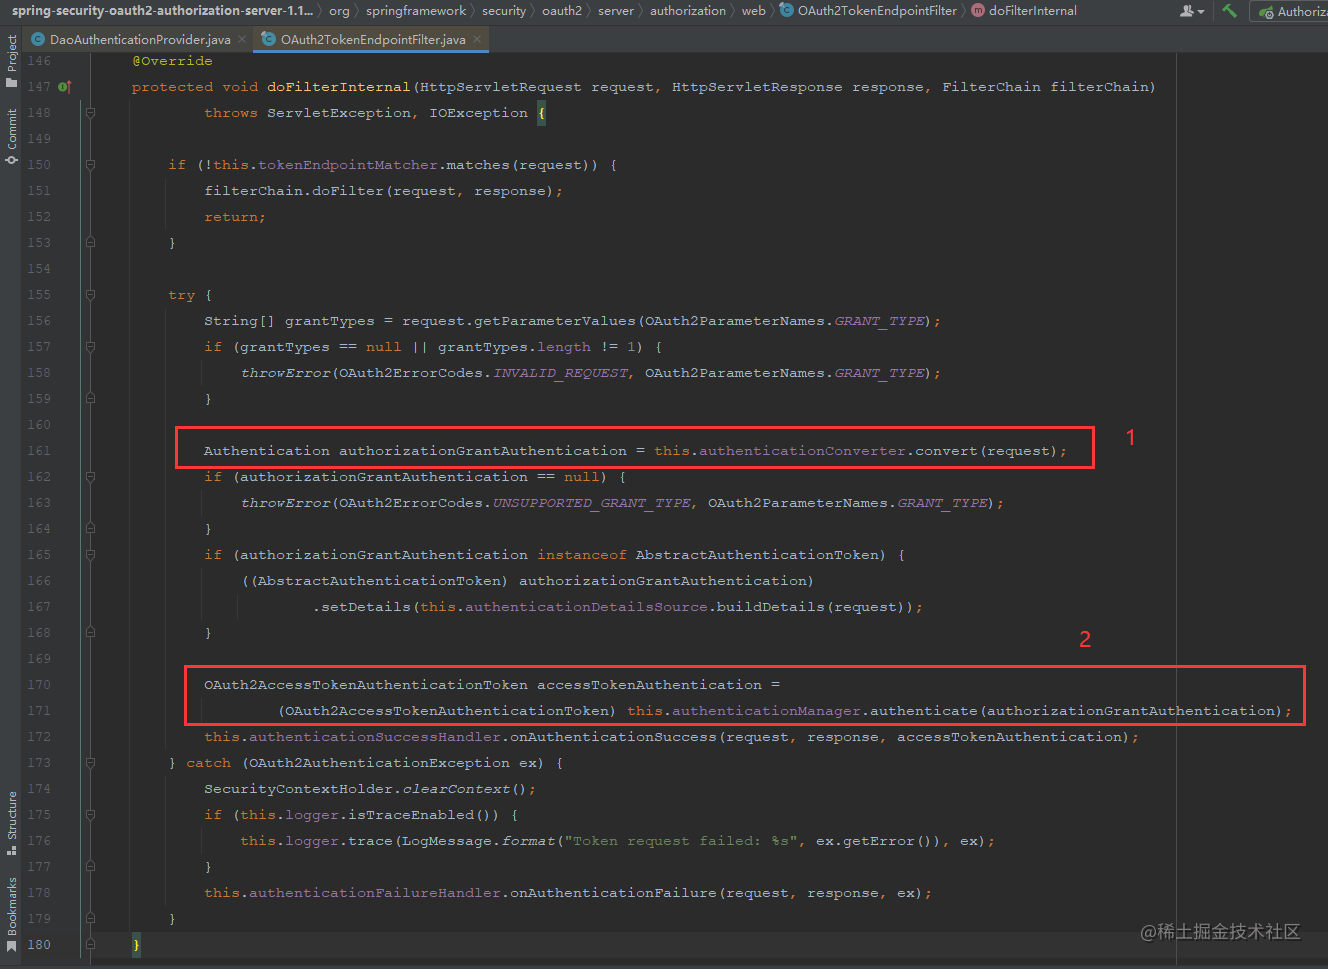 spring-security-oauth2-authorization-server-1.1... org springframework security oauth2 server authorization web OAuth2TokenEndpointFilter doFilterInternal Authoriza
DaoAuthenticationProvider.java OAuth2TokenEndpointFilter.java
Project
Commit
Structure
Bookmarks
146 @Override
147 protected void doFilterInternal(HttpServletRequest request, HttpServletResponse response, FilterChain filterChain)
148 throws ServletException, IOException {
149
150 if (!this.tokenEndpointMatcher.matches(request)) {
151 filterChain.doFilter(request, response);
152 return;
153 }
154
155 try {
156 String[] grantTypes = request.getParameterValues(OAuth2ParameterNames.GRANT_TYPE);
157 if (grantTypes == null || grantTypes.length != 1) {
158 throwError(OAuth2ErrorCodes.INVALID_REQUEST, OAuth2ParameterNames.GRANT_TYPE);
159 }
160
1
161 Authentication authorizationGrantAuthentication = this.authenticationConverter.convert(request);
162 if (authorizationGrantAuthentication == null) {
163 throwError(OAuth2ErrorCodes.UNSUPPORTED_GRANT_TYPE, OAuth2ParameterNames.GRANT_TYPE);
164 }
165 if (authorizationGrantAuthentication instanceof AbstractAuthenticationToken) {
166 ((AbstractAuthenticationToken) authorizationGrantAuthentication)
167 .setDetails(this.authenticationDetailsSource.buildDetails(request));
168 }
2
169
170 OAuth2AccessTokenAuthenticationToken accessTokenAuthentication =
171 (OAuth2AccessTokenAuthenticationToken) this.authenticationManager.authenticate(authorizationGrantAuthentication);
172 this.authenticationSuccessHandler.onAuthenticationSuccess(request, response, accessTokenAuthentication);
173 } catch (OAuth2AuthenticationException ex) {
174 SecurityContextHolder.clearContext();
175 if (this.logger.isTraceEnabled()) {
176 this.logger.trace(LogMessage.format("Token request failed: %s", ex.getError()), ex);
177 }
178 this.authenticationFailureHandler.onAuthenticationFailure(request, response, ex);
179 }
180 }
@稀土掘金技术社区